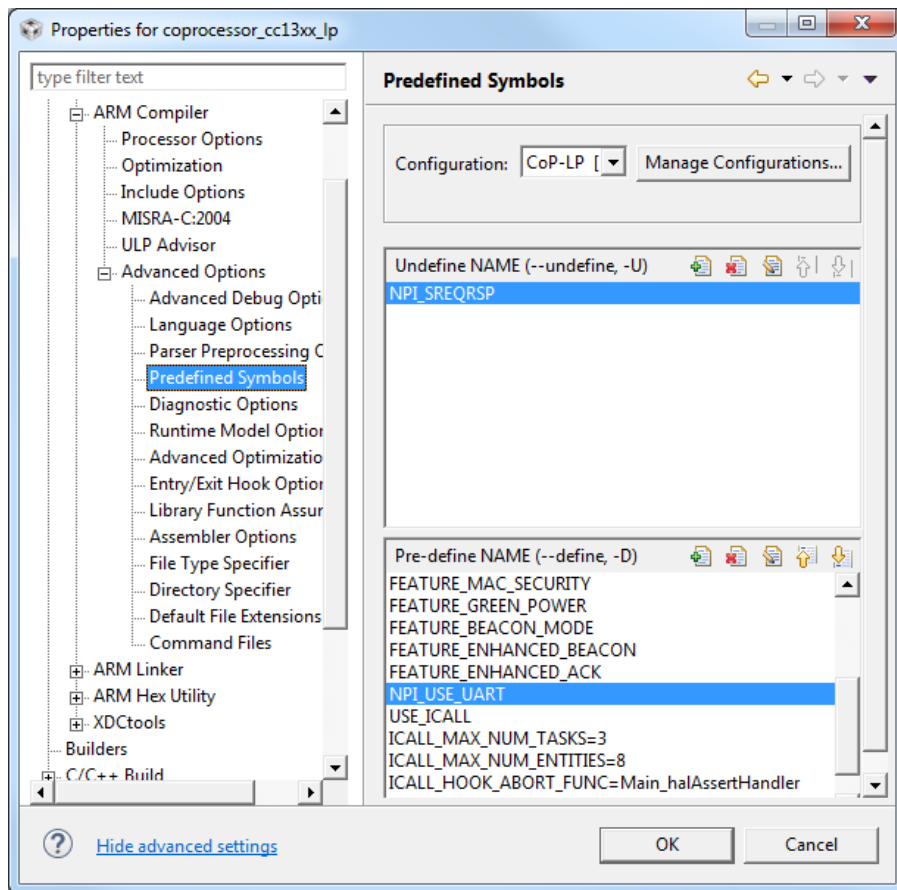 Properties for coprocessor_cc13xx_lp
type filter text
ARM Compiler
Processor Options
Optimization
Include Options
MISRA-C:2004
ULP Advisor
Advanced Options
Advanced Debug Opti
Language Options
Parser Preprocessing C
Predefined Symbols
Diagnostic Options
Runtime Model Option
Advanced Optimizatio
Entry/Exit Hook Option
Library Function Assur
Assembler Options
File Type Specifier
Directory Specifier
Default File Extensions
Command Files
ARM Linker
ARM Hex Utility
XDCtools
Builders
C/C++ Build
Predefined Symbols
Configuration: CoP-LP [ Manage Configurations...
Undefine NAME (--undefine, -U)
NPI_SREQRSP
Pre-define NAME (--define, -D)
FEATURE_MAC_SECURITY
FEATURE_GREEN_POWER
FEATURE_BEACON_MODE
FEATURE_ENHANCED_BEACON
FEATURE_ENHANCED_ACK
NPI_USE_UART
USE_ICALL
ICALL_MAX_NUM_TASKS=3
ICALL_MAX_NUM_ENTITIES=8
ICALL_HOOK_ABORT_FUNC=Main_halAssertHandler
Hide advanced settings
OK Cancel